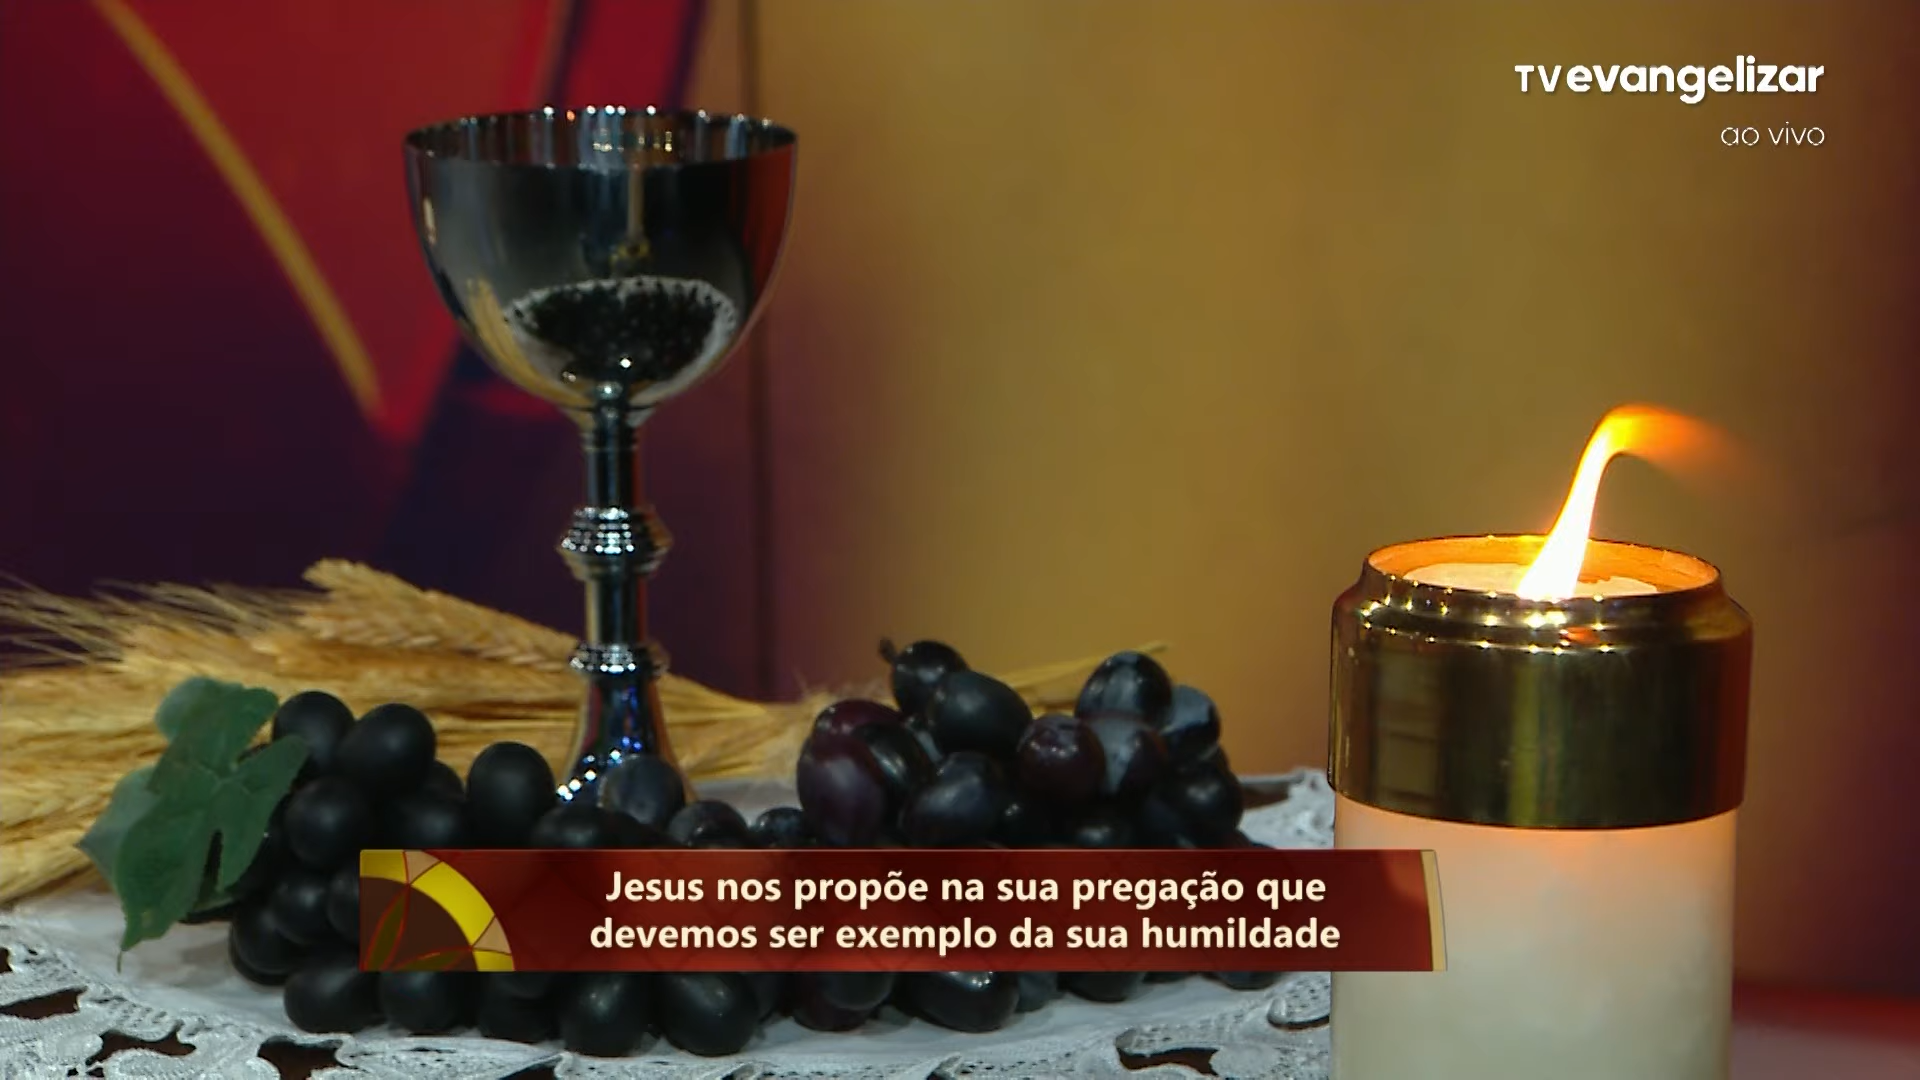 TVevangelizar
ao vivo
Jesus nos propõe na sua pregação que
devemos ser exemplo da sua humildade